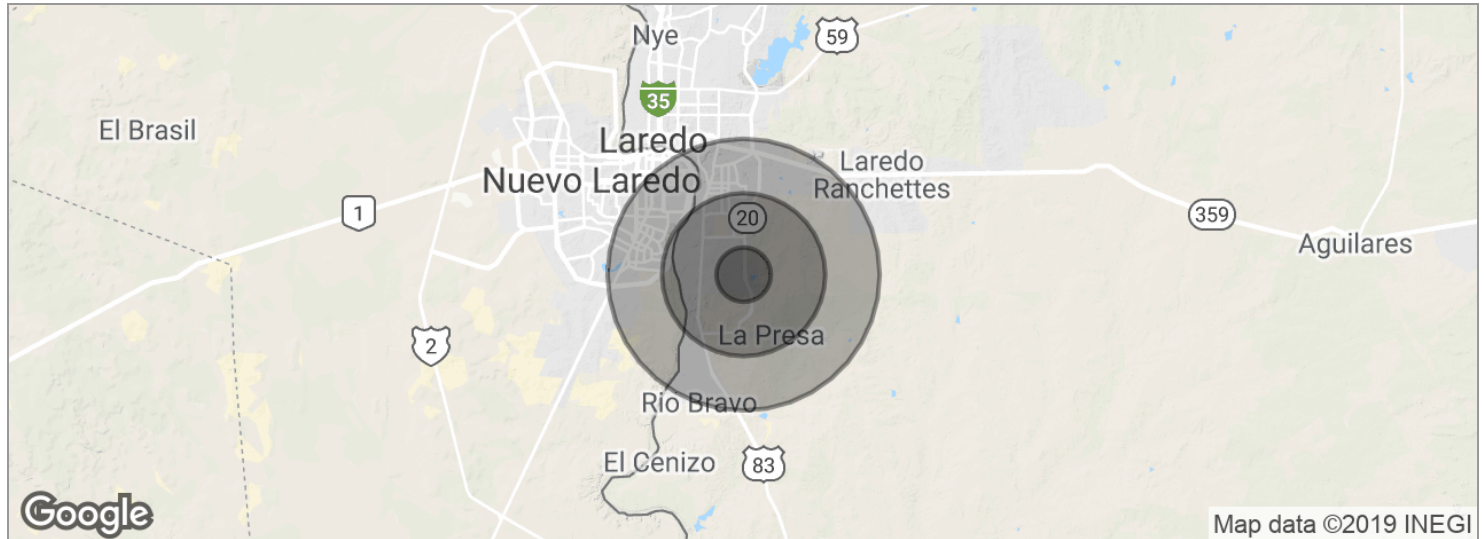 Nye
59
35
El Brasil
Laredo
Laredo
Ranchettes
Nuevo Laredo
1
20
359
Aguilares
La Presa
2
Rio Bravo
El Cenizo
83
Google
Map data ©2019 INEGI